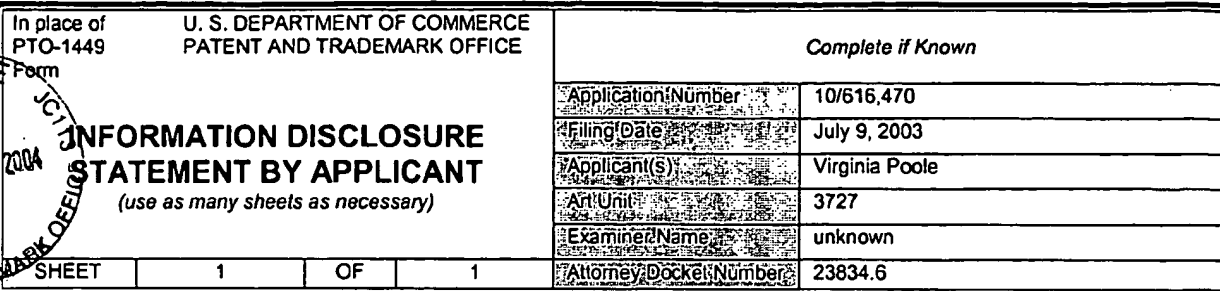 In place of U. S. DEPARTMENT OF COMMERCE
PTO-1449 PATENT AND TRADEMARK OFFICE
Form
Complete if Known
INFORMATION DISCLOSURE
STATEMENT BY APPLICANT
(use as many sheets as necessary)
SHEET 1 OF 1
Application Number 10/616,470
Filing Date July 9, 2003
Applicant(s) Virginia Poole
Art Unit 3727
Examiner Name unknown
Attorney Docket Number 23834.6
2004
OFFICE